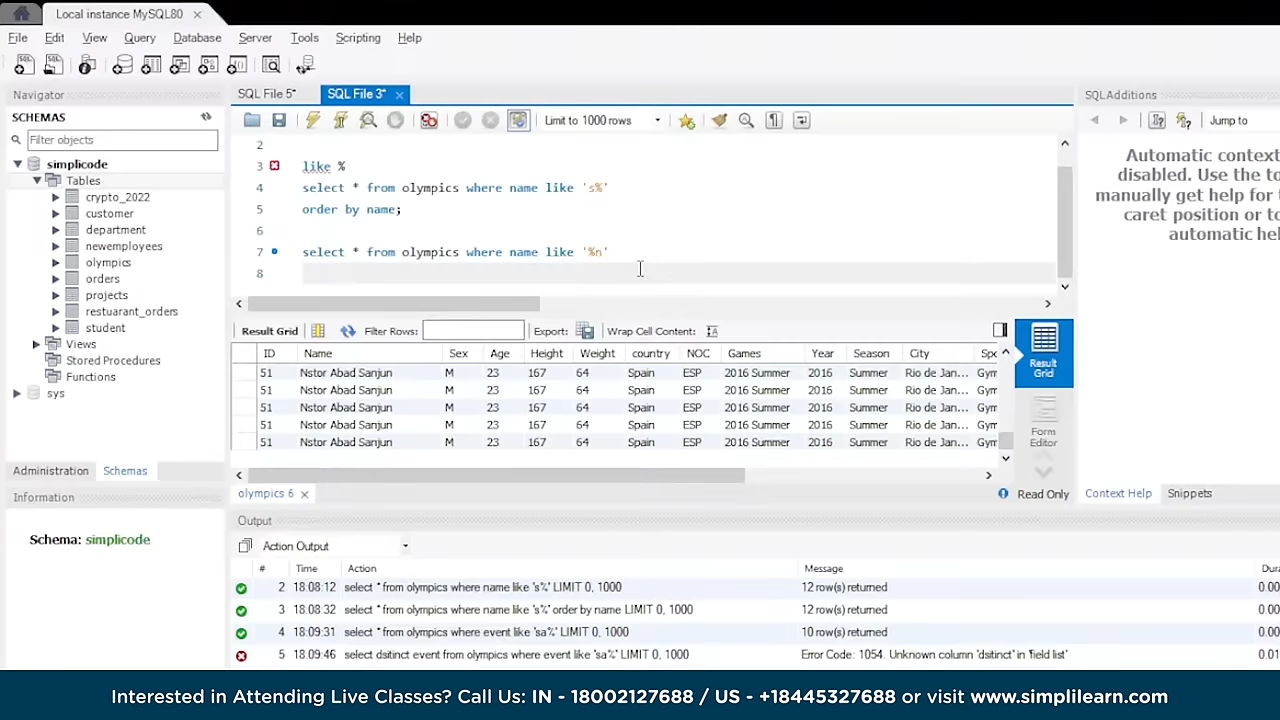 Local instance MySQL80
File Edit View Query Database Server Tools Scripting Help
Navigator
SCHEMAS
Filter objects
simplicode
Tables
crypto_2022
customer
department
newemployees
olympics
orders
projects
restuarant_orders
student
Views
Stored Procedures
Functions
sys
Administration Schemas
Information
Schema: simplicode
SQL File 5* SQL File 3*
Limit to 1000 rows
2
3 like %
4 select * from olympics where name like 's%'
5 order by name;
6
7 select * from olympics where name like '%n'
8
Result Grid Filter Rows: Export: Wrap Cell Content:
ID Name Sex Age Height Weight country NOC Games Year Season City Spo
51 Nstor Abad Sanjun M 23 167 64 Spain ESP 2016 Summer 2016 Summer Rio de Jan... Gym
51 Nstor Abad Sanjun M 23 167 64 Spain ESP 2016 Summer 2016 Summer Rio de Jan... Gym
51 Nstor Abad Sanjun M 23 167 64 Spain ESP 2016 Summer 2016 Summer Rio de Jan... Gym
51 Nstor Abad Sanjun M 23 167 64 Spain ESP 2016 Summer 2016 Summer Rio de Jan... Gym
51 Nstor Abad Sanjun M 23 167 64 Spain ESP 2016 Summer 2016 Summer Rio de Jan... Gym
Result
Grid
Form
Editor
olympics 6
Read Only
SQLAdditions
Jump to
Automatic context
disabled. Use the to
manually get help for t
caret position or to
automatic hel
Context Help Snippets
Output
Action Output
# Time Action Message Dura
2 18:08:12 select * from olympics where name like 's%' LIMIT 0, 1000 12 row(s) returned 0.00
3 18:08:32 select * from olympics where name like 's%' order by name LIMIT 0, 1000 12 row(s) returned 0.00
4 18:09:31 select * from olympics where event like 'sa%' LIMIT 0, 1000 10 row(s) returned 0.00
5 18:09:46 select dsitinct event from olympics where event like 'sa%' LIMIT 0, 1000 Error Code: 1054. Unknown column 'dsitinct' in 'field list' 0.01
Interested in Attending Live Classes? Call Us: IN - 18002127688 / US - +18445327688 or visit www.simplilearn.com